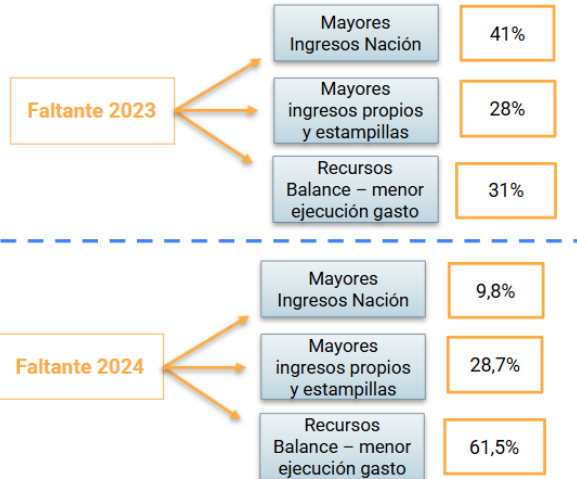 Mayores
Ingresos Nación
41%
Faltante 2023
Mayores
ingresos propios
y estampillas
28%
Recursos
Balance – menor
ejecución gasto
31%
Mayores
Ingresos Nación
9,8%
Faltante 2024
Mayores
ingresos propios
y estampillas
28,7%
Recursos
Balance – menor
ejecución gasto
61,5%